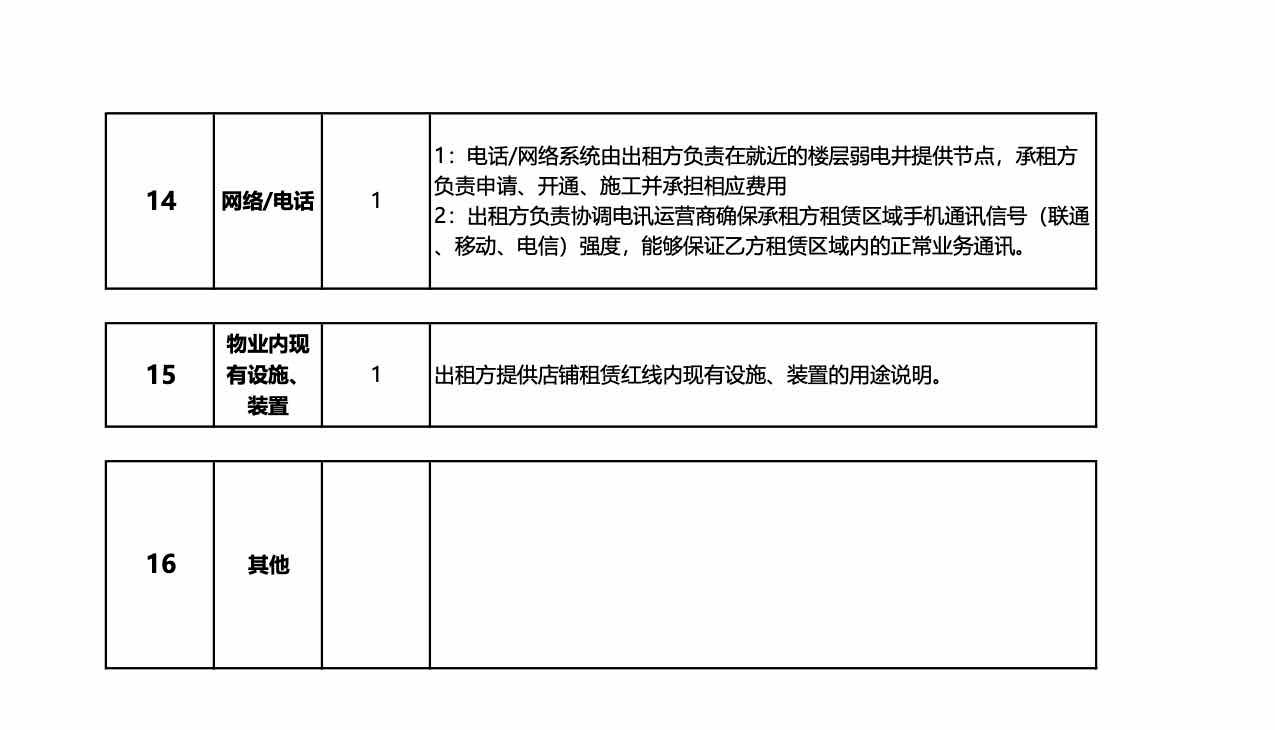 14
网络/电话
1
1：电话/网络系统由出租方负责在就近的楼层弱电井提供节点，承租方
负责申请、开通、施工并承担相应费用
2：出租方负责协调电讯运营商确保承租方租赁区域手机通讯信号（联通
、移动、电信）强度，能够保证乙方租赁区域内的正常业务通讯。
15
物业内现
有设施、
装置
1
出租方提供店铺租赁红线内现有设施、装置的用途说明。
16
其他